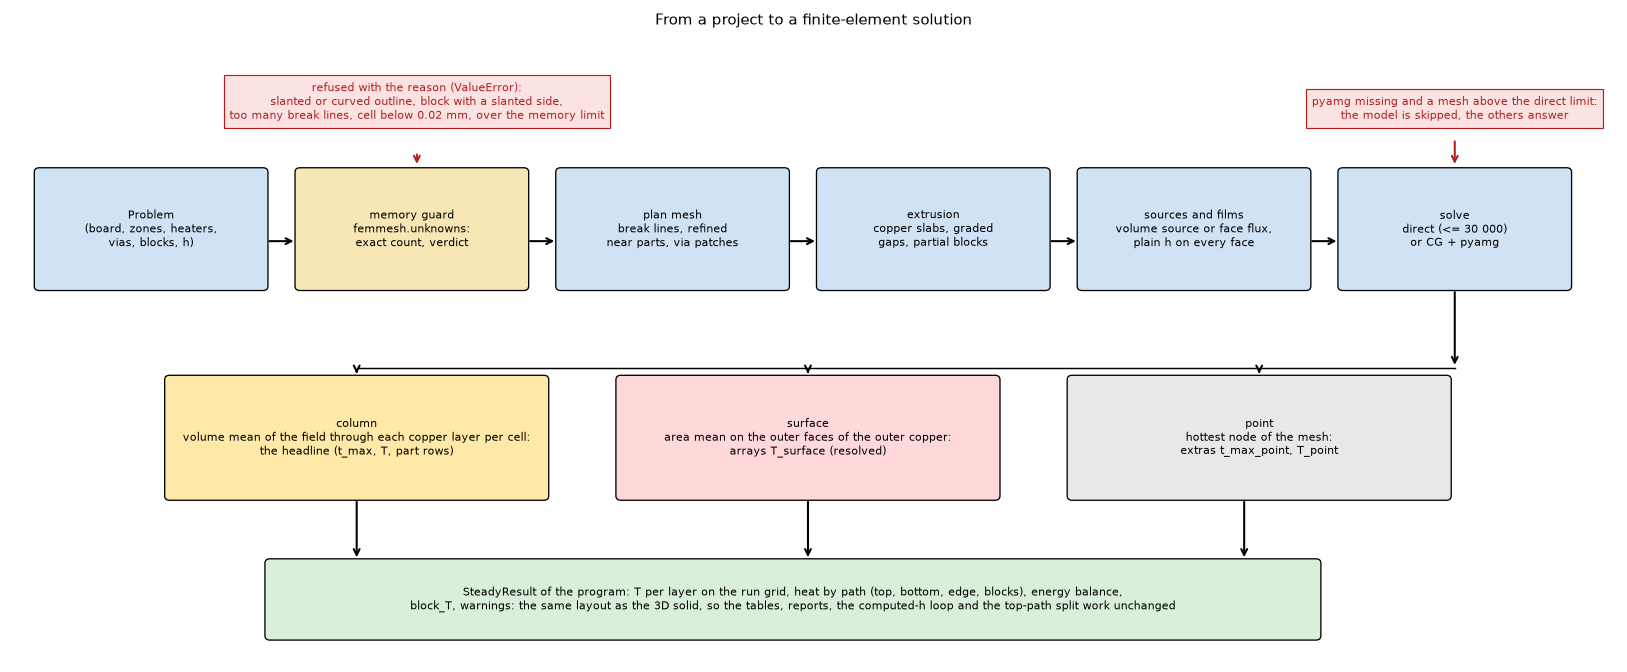 From a project to a finite-element solution
refused with the reason (ValueError):
slanted or curved outline, block with a slanted side,
too many break lines, cell below 0.02 mm, over the memory limit
pyamg missing and a mesh above the direct limit:
the model is skipped, the others answer
Problem
(board, zones, heaters,
vias, blocks, h)
memory guard
femmesh.unknowns:
exact count, verdict
plan mesh
break lines, refined
near parts, via patches
extrusion
copper slabs, graded
gaps, partial blocks
sources and films
volume source or face flux,
plain h on every face
solve
direct (<= 30 000)
or CG + pyamg
column
volume mean of the field through each copper layer per cell:
the headline (t_max, T, part rows)
surface
area mean on the outer faces of the outer copper:
arrays T_surface (resolved)
point
hottest node of the mesh:
extras t_max_point, T_point
SteadyResult of the program: T per layer on the run grid, heat by path (top, bottom, edge, blocks), energy balance,
block_T, warnings: the same layout as the 3D solid, so the tables, reports, the computed-h loop and the top-path split work unchanged